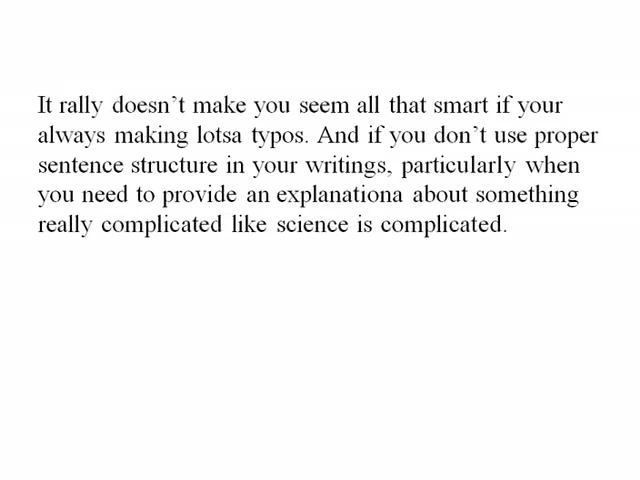 It rally doesn’t make you seem all that smart if your
always making lotsa typos. And if you don’t use proper
sentence structure in your writings, particularly when
you need to provide an explanationa about something
really complicated like science is complicated.